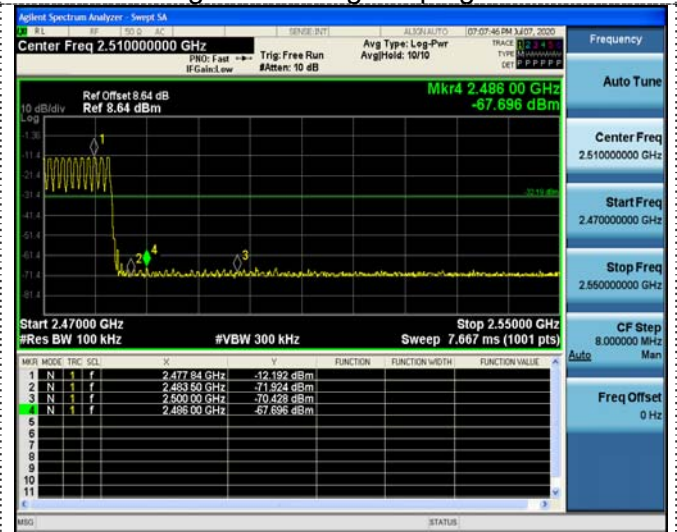 Agilent Spectrum Analyzer - Swept SA
RL RF 50 Ω AC SENSE:INT ALIGN AUTO 07:07:46 PM Jul 07, 2020
Center Freq 2.510000000 GHz
PNO: Fast
IFGain:Low
Trig: Free Run
#Atten: 10 dB
Avg Type: Log-Pwr
Avg|Hold: 10/10
TRACE 1 2 3 4 5 6
TYPE M
DET P P P P P P
Mkr4 2.486 00 GHz
-67.696 dBm
Ref Offset 8.64 dB
10 dB/div Ref 8.64 dBm
Log
-1.36
-11.4
-21.4
-31.4
-41.4
-51.4
-61.4
-71.4
-81.4
1
2
4
3
-32.19 dBm
Start 2.47000 GHz Stop 2.55000 GHz
#Res BW 100 kHz #VBW 300 kHz Sweep 7.667 ms (1001 pts)
MKR MODE TRC SCL X Y FUNCTION FUNCTION WIDTH FUNCTION VALUE
1 N 1 f 2.477 84 GHz -12.192 dBm
2 N 1 f 2.483 50 GHz -71.924 dBm
3 N 1 f 2.500 00 GHz -70.428 dBm
4 N 1 f 2.486 00 GHz -67.696 dBm
5
6
7
8
9
10
11
MSG STATUS
Frequency
Auto Tune
Center Freq
2.510000000 GHz
Start Freq
2.470000000 GHz
Stop Freq
2.550000000 GHz
CF Step
8.000000 MHz
Auto Man
Freq Offset
0 Hz